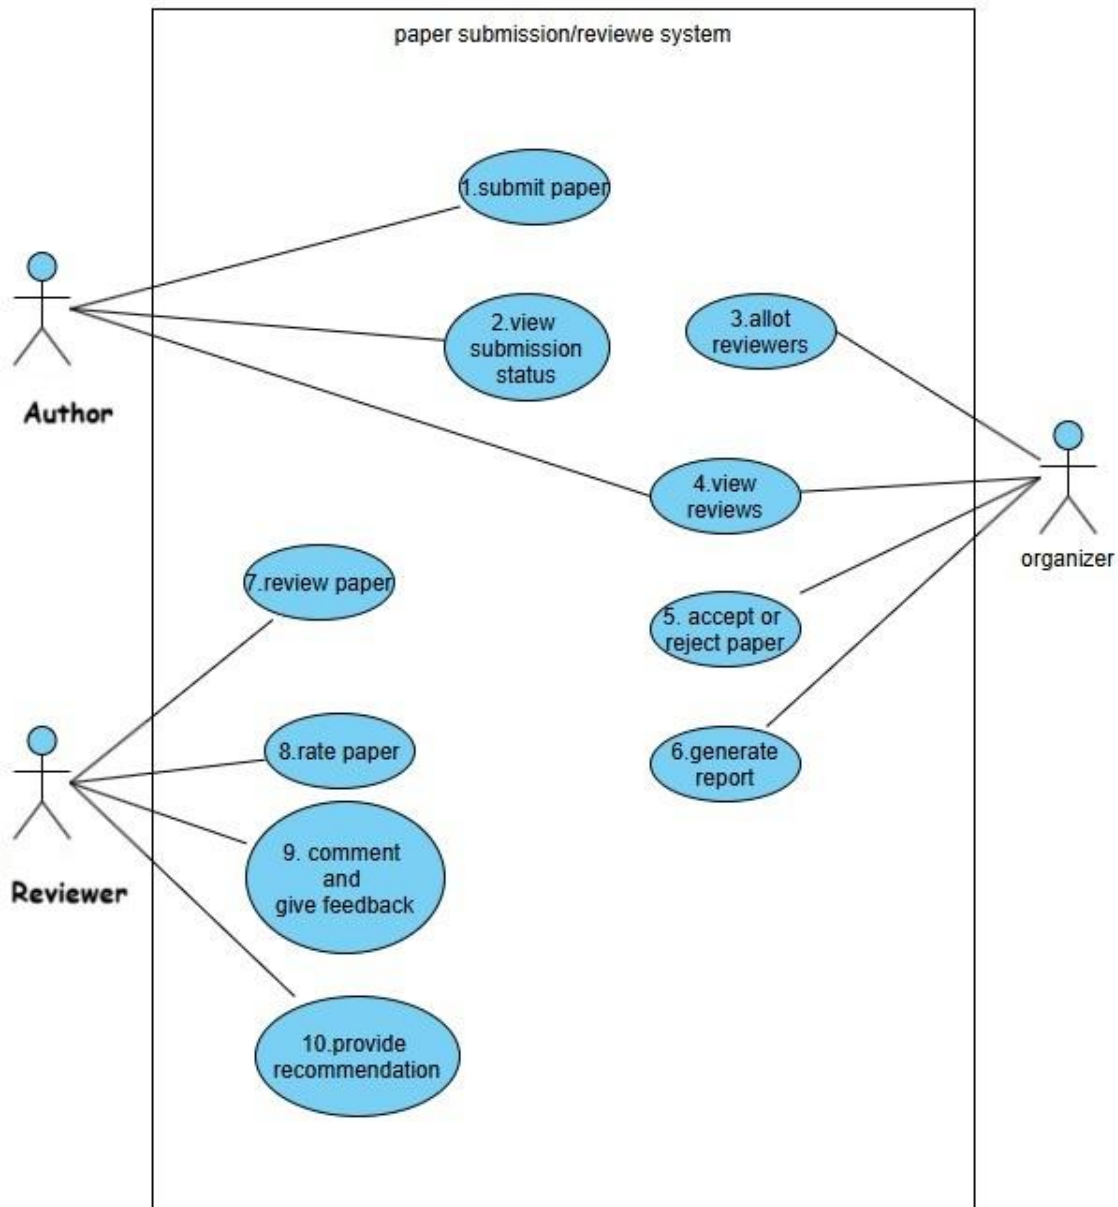 paper submission/reviewe system
1.submit paper
2.view
submission
status
3.allot
reviewers
Author
4.view
reviews
organizer
7.review paper
5. accept or
reject paper
8.rate paper
6.generate
report
9. comment
and
give feedback
Reviewer
10.provide
recommendation